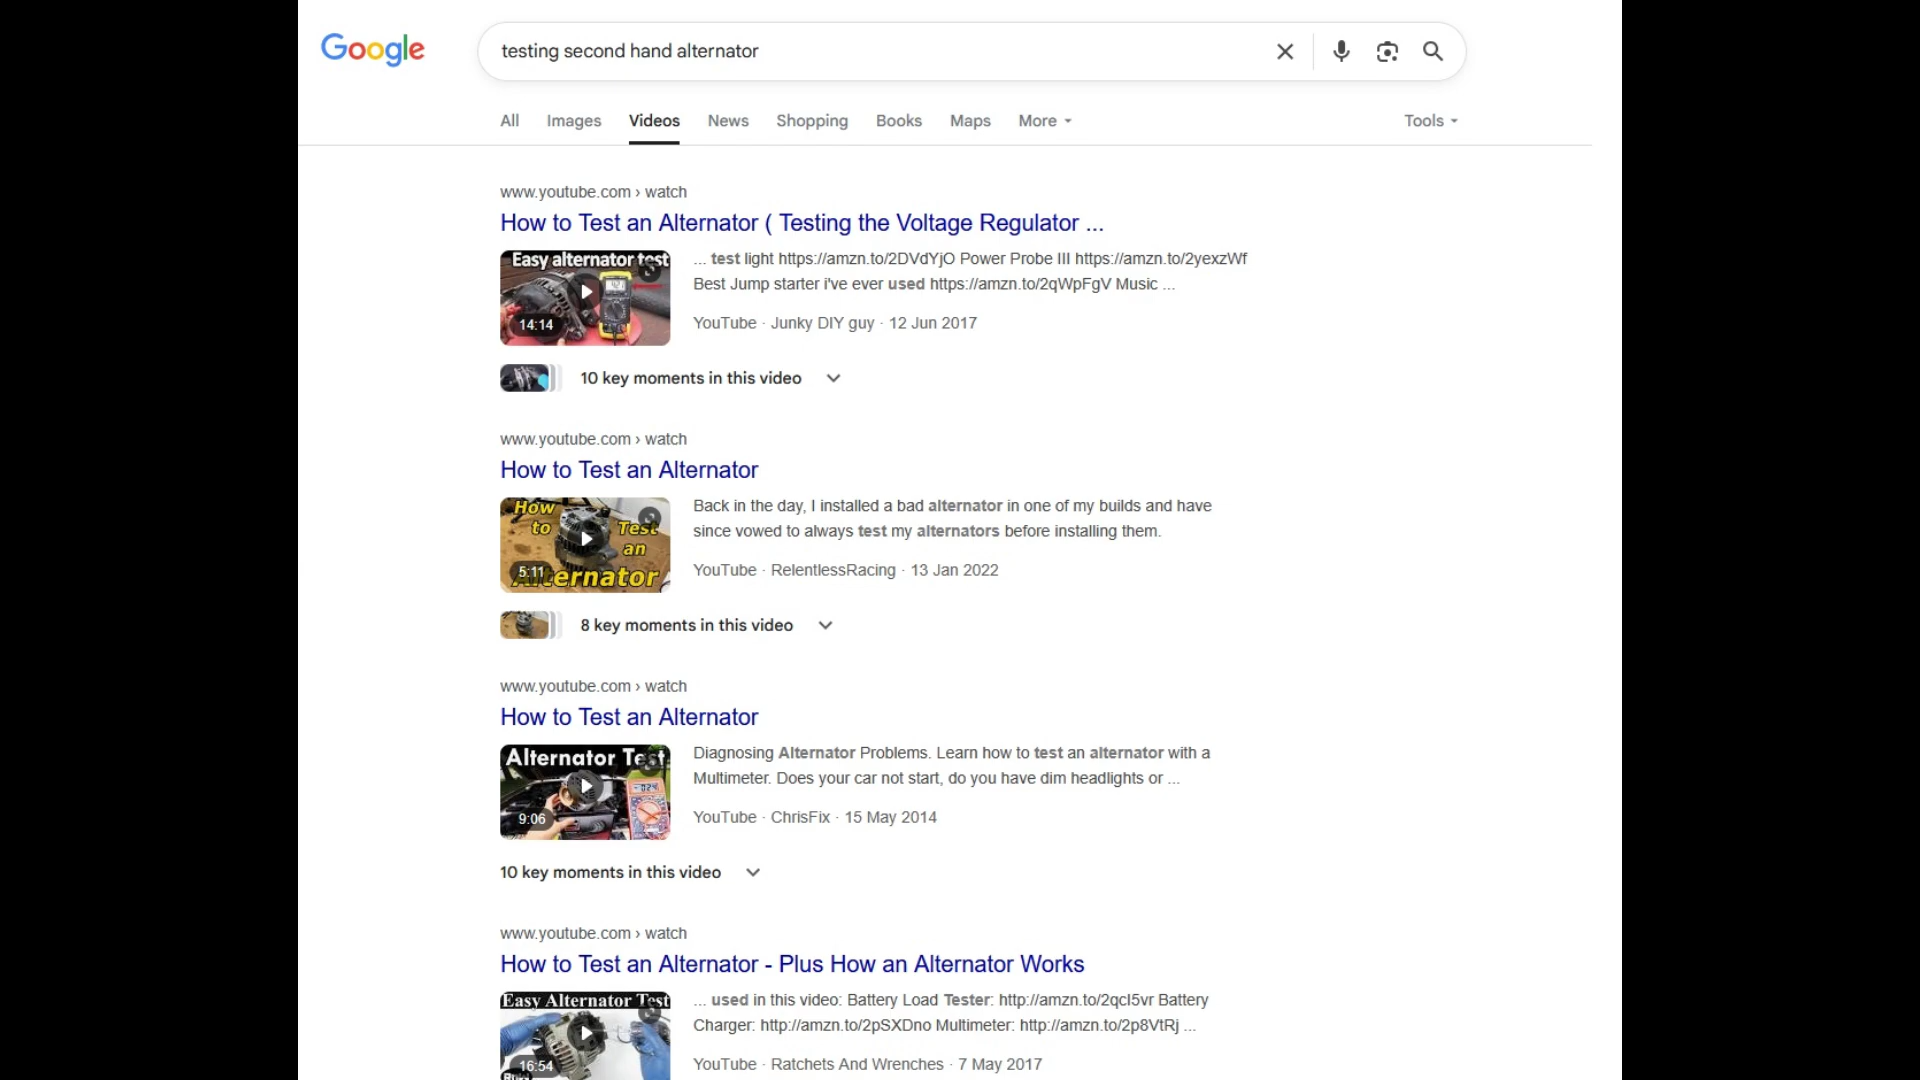 Google
testing second hand alternator
All Images Videos News Shopping Books Maps More Tools
www.youtube.com › watch
How to Test an Alternator ( Testing the Voltage Regulator ...
Easy alternator test
14:14
... test light https://amzn.to/2DVdYjO Power Probe III https://amzn.to/2yexzWf
Best Jump starter i've ever used https://amzn.to/2qWpFgV Music ...
YouTube · Junky DIY guy · 12 Jun 2017
10 key moments in this video
www.youtube.com › watch
How to Test an Alternator
How
to
Test
an
Alternator
5:11
Back in the day, I installed a bad alternator in one of my builds and have
since vowed to always test my alternators before installing them.
YouTube · RelentlessRacing · 13 Jan 2022
8 key moments in this video
www.youtube.com › watch
How to Test an Alternator
Alternator Test
9:06
Diagnosing Alternator Problems. Learn how to test an alternator with a
Multimeter. Does your car not start, do you have dim headlights or ...
YouTube · ChrisFix · 15 May 2014
10 key moments in this video
www.youtube.com › watch
How to Test an Alternator - Plus How an Alternator Works
Easy Alternator Test
16:54
... used in this video: Battery Load Tester: http://amzn.to/2qcI5vr Battery
Charger: http://amzn.to/2pSXDno Multimeter: http://amzn.to/2p8VtRj ...
YouTube · Ratchets And Wrenches · 7 May 2017